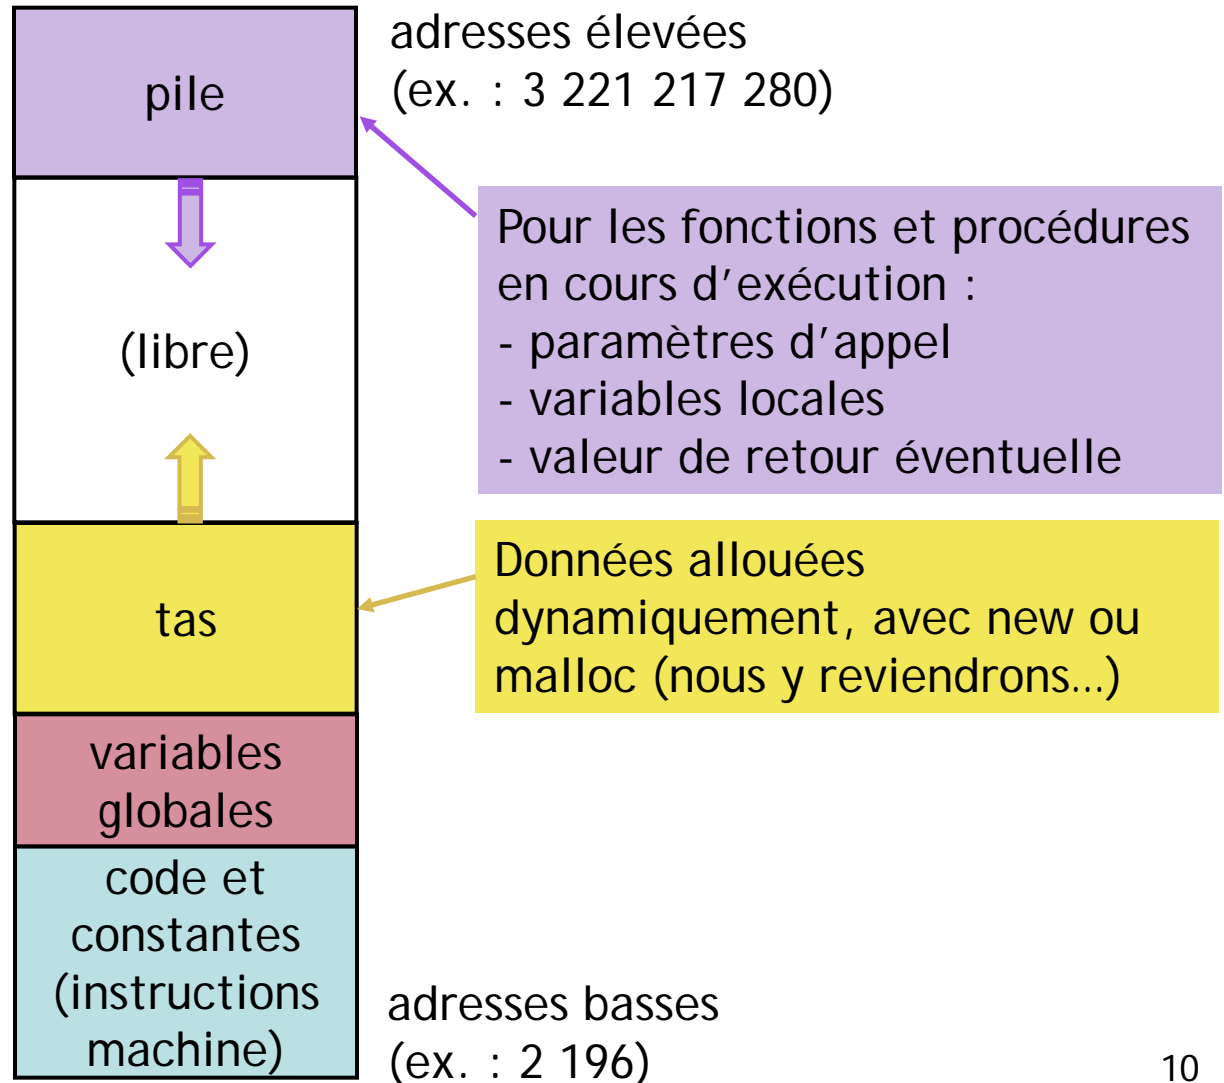 adresses élevées
(ex. : 3 221 217 280)
pile
Pour les fonctions et procédures
en cours d’exécution :
- paramètres d’appel
- variables locales
- valeur de retour éventuelle
(libre)
Données allouées
dynamiquement, avec new ou
malloc (nous y reviendrons…)
tas
variables
globales
code et
constantes
(instructions
machine)
adresses basses
(ex. : 2 196)
10